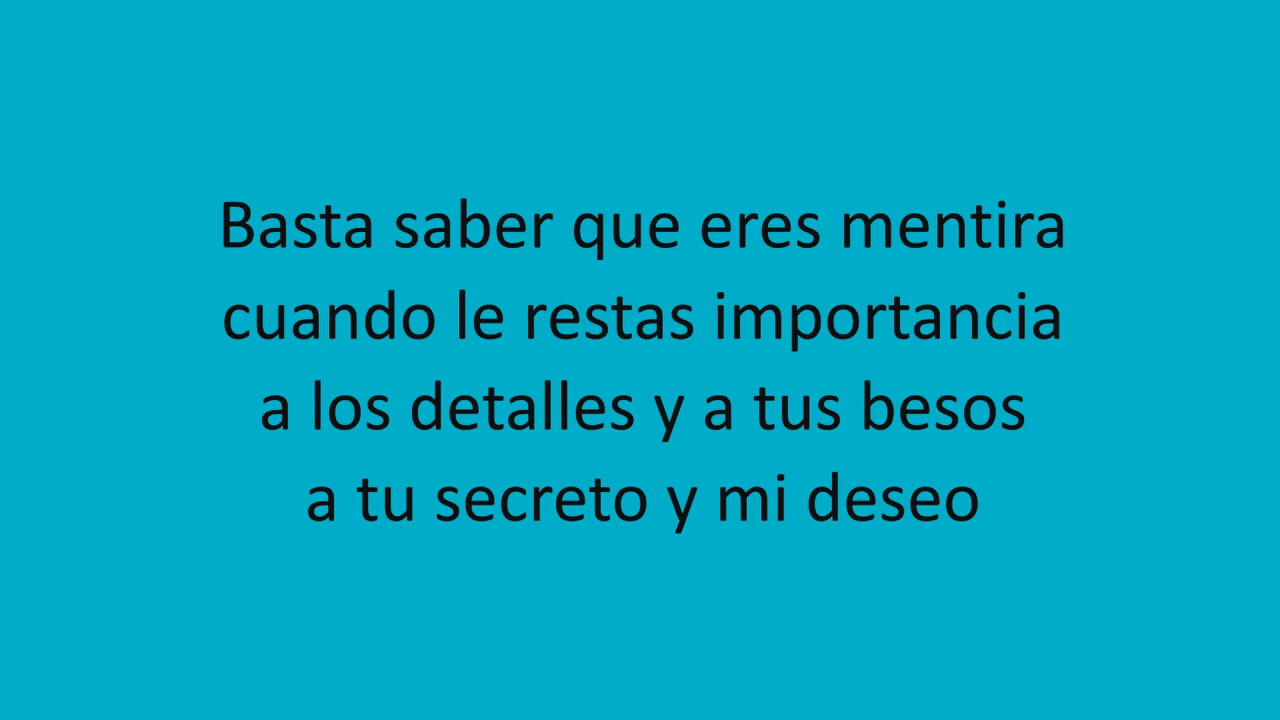 Basta saber que eres mentira
cuando le restas importancia
a los detalles y a tus besos
a tu secreto y mi deseo